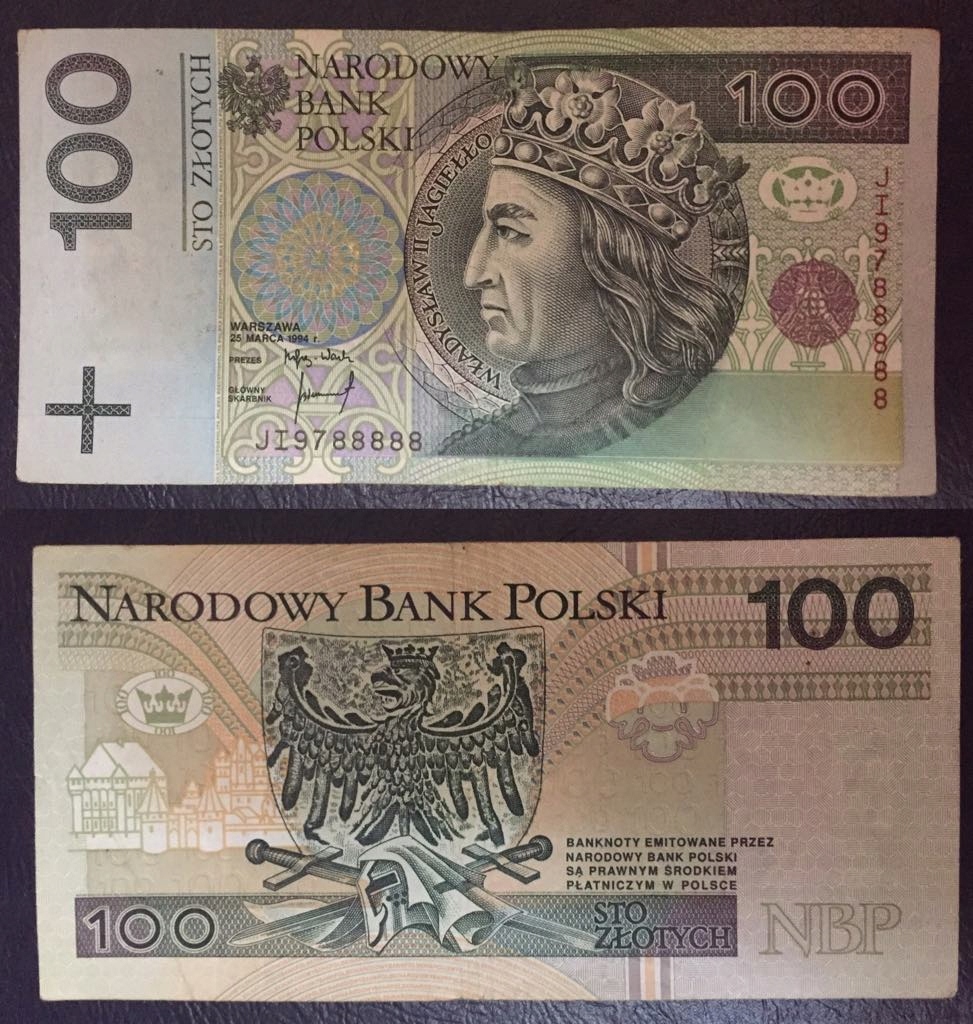 100
STO ZŁOTYCH
NARODOWY
BANK
POLSKI
100
WŁADYSŁAW II JAGIEŁŁO
JI9788888
WARSZAWA
25 MARCA 1994 r.
PREZES
GŁÓWNY
SKARBNIK
JI9788888
NARODOWY BANK POLSKI
100
BANKNOTY EMITOWANE PRZEZ
NARODOWY BANK POLSKI
SĄ PRAWNYM ŚRODKIEM
PŁATNICZYM W POLSCE
100
STO
ZŁOTYCH
NBP